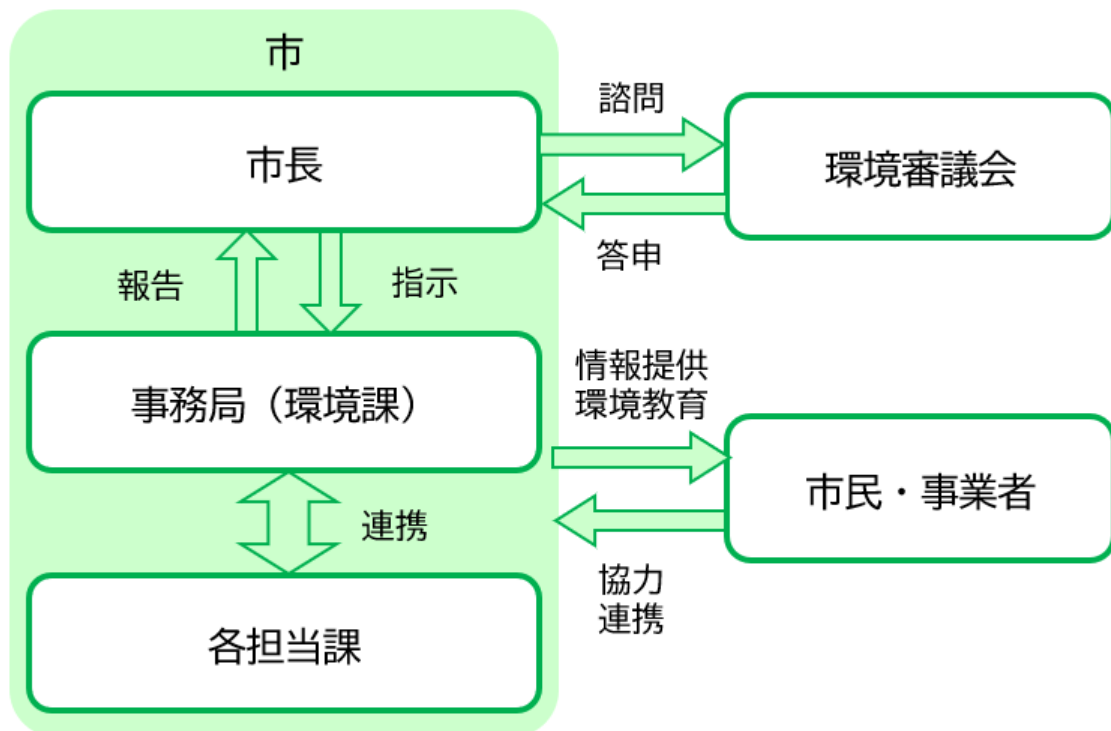 市
市長
諮問
環境審議会
答申
報告
指示
事務局（環境課）
情報提供
環境教育
市民・事業者
連携
協力
連携
各担当課